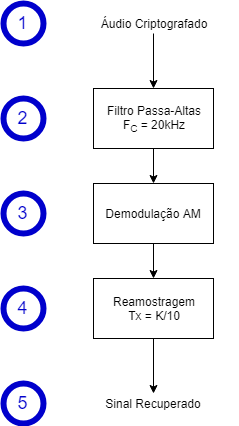 1
Áudio Criptografado
2
Filtro Passa-Altas
FC = 20kHz
3
Demodulação AM
4
Reamostragem
Tx = K/10
5
Sinal Recuperado